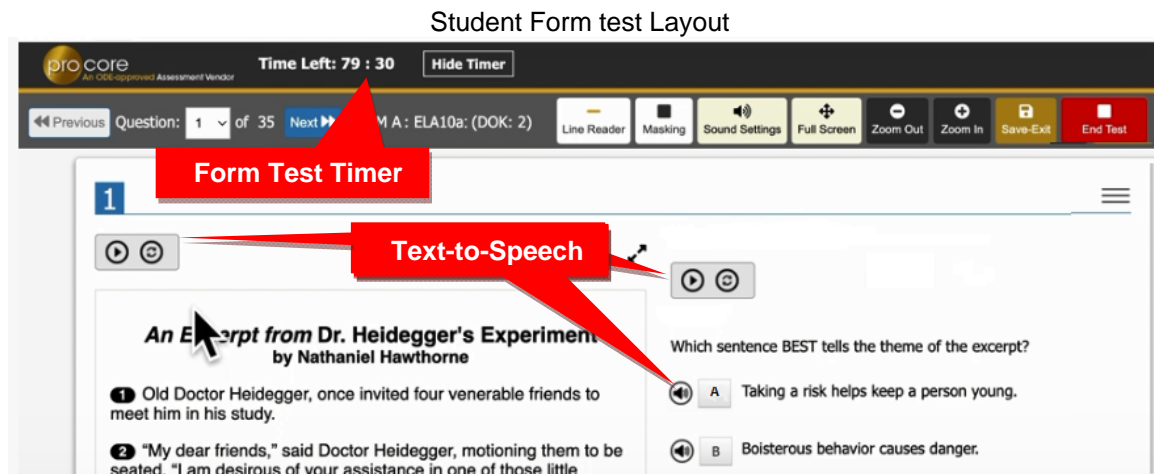 Student Form test Layout
pro core
An ODE-approved Assessment Vendor
Time Left: 79 : 30
Hide Timer
Previous Question: 1 of 35 Next M A : ELA10a: (DOK: 2)
Line Reader Masking Sound Settings Full Screen Zoom Out Zoom In Save-Exit End Test
Form Test Timer
1
Text-to-Speech
An Excerpt from Dr. Heidegger's Experiment
by Nathaniel Hawthorne
1 Old Doctor Heidegger, once invited four venerable friends to
meet him in his study.
2 “My dear friends,” said Doctor Heidegger, motioning them to be
seated, “I am desirous of your assistance in one of those little
Which sentence BEST tells the theme of the excerpt?
A Taking a risk helps keep a person young.
B Boisterous behavior causes danger.